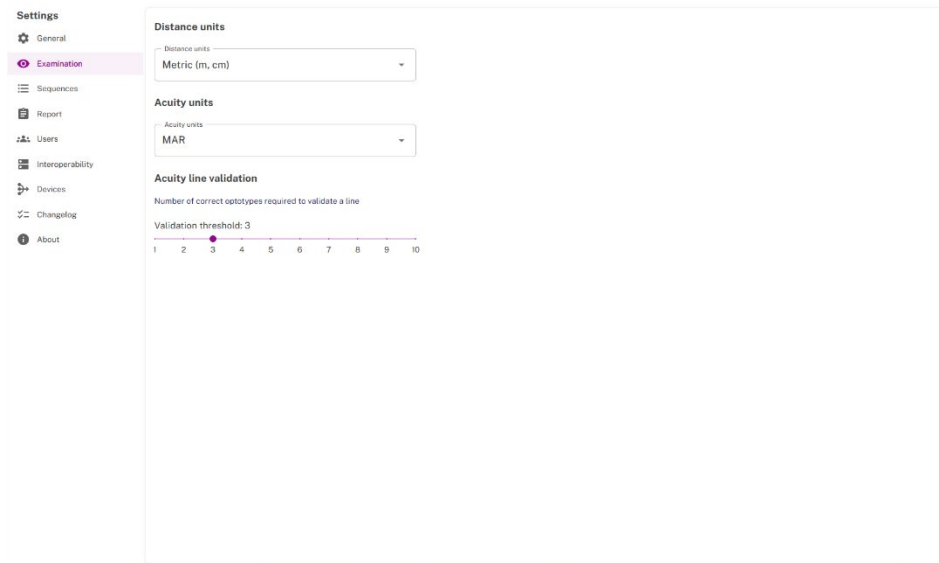 Settings
General
Examination
Sequences
Report
Users
Interoperability
Devices
Changelog
About
Distance units
Distance units
Metric (m, cm)
Acuity units
Acuity units
MAR
Acuity line validation
Number of correct optotypes required to validate a line
Validation threshold: 3
1 2 3 4 5 6 7 8 9 10